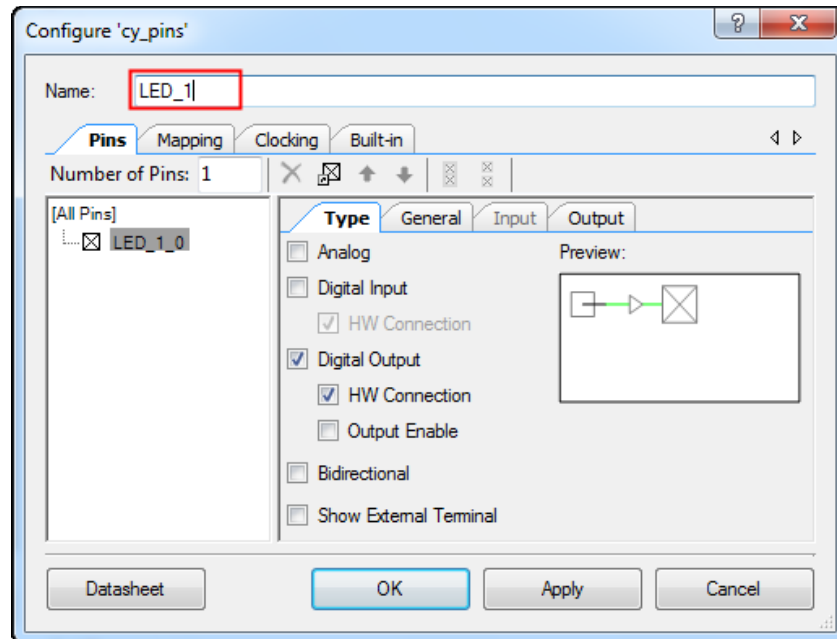 Configure 'cy_pins'
Name: LED_1
Pins Mapping Clocking Built-in
Number of Pins: 1
[All Pins]
LED_1_0
Type General Input Output
Analog
Preview:
Digital Input
HW Connection
Digital Output
HW Connection
Output Enable
Bidirectional
Show External Terminal
Datasheet OK Apply Cancel